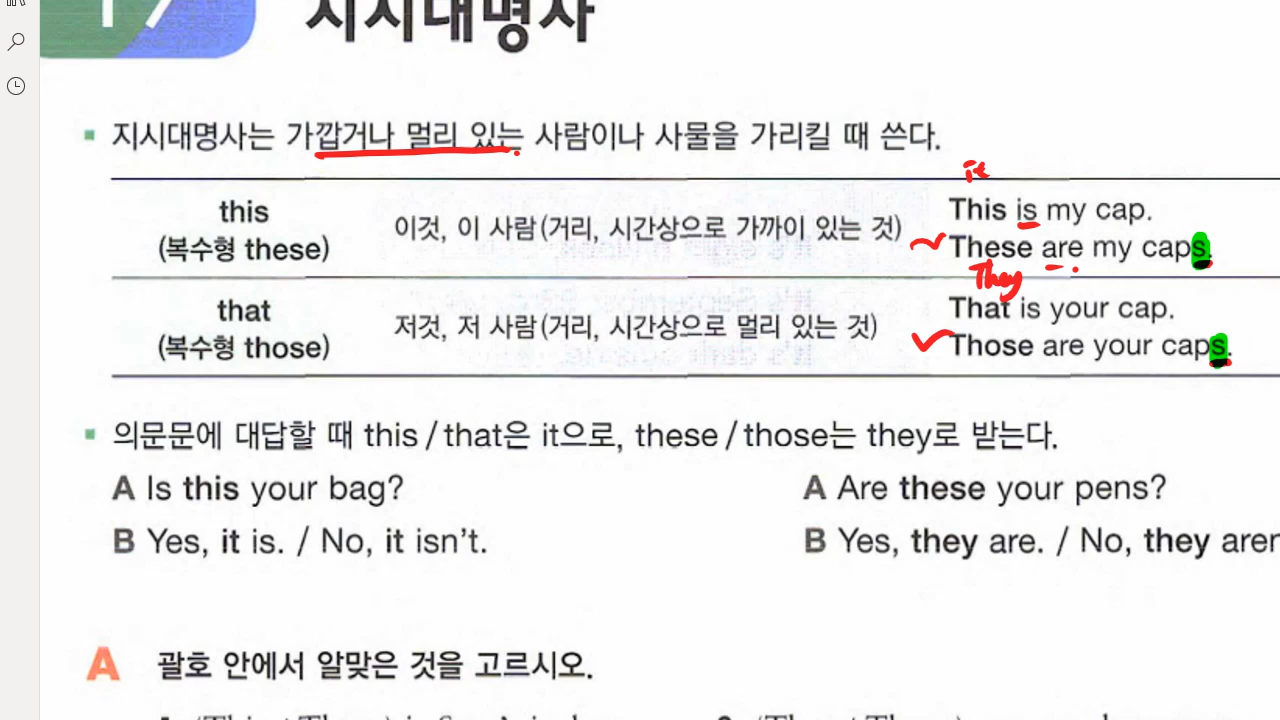 17 지시대명사
지시대명사는 가깝거나 멀리 있는 사람이나 사물을 가리킬 때 쓴다.
it
this
(복수형 these)
이것, 이 사람(거리, 시간상으로 가까이 있는 것)
This is my cap.
These are my caps.
They
that
(복수형 those)
저것, 저 사람(거리, 시간상으로 멀리 있는 것)
That is your cap.
Those are your caps.
의문문에 대답할 때 this / that은 it으로, these / those는 they로 받는다.
A Is this your bag?
B Yes, it is. / No, it isn't.
A Are these your pens?
B Yes, they are. / No, they aren
A 괄호 안에서 알맞은 것을 고르시오.